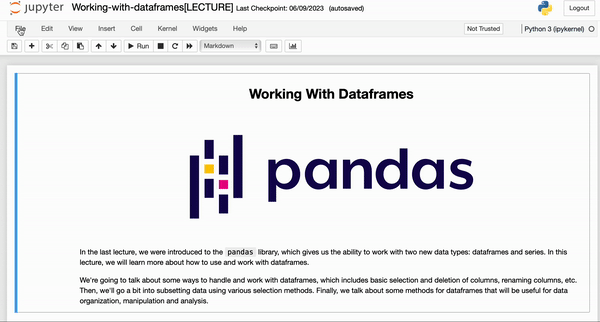 jupyter Working-with-dataframes[LECTURE] Last Checkpoint: 06/09/2023 (autosaved) Logout
File Edit View Insert Cell Kernel Widgets Help Not Trusted Python 3 (ipykernel)
Run Markdown
Working With Dataframes
pandas
In the last lecture, we were introduced to the pandas library, which gives us the ability to work with two new data types: dataframes and series. In this
lecture, we will learn more about how to use and work with dataframes.
We're going to talk about some ways to handle and work with dataframes, which includes basic selection and deletion of columns, renaming columns, etc.
Then, we'll go a bit into subsetting data using various selection methods. Finally, we talk about some methods for dataframes that will be useful for data
organization, manipulation and analysis.